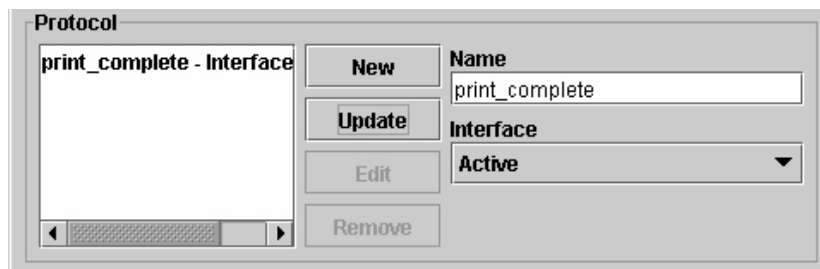 Protocol
print_complete - Interface
New
Update
Edit
Remove
Name
print_complete
Interface
Active